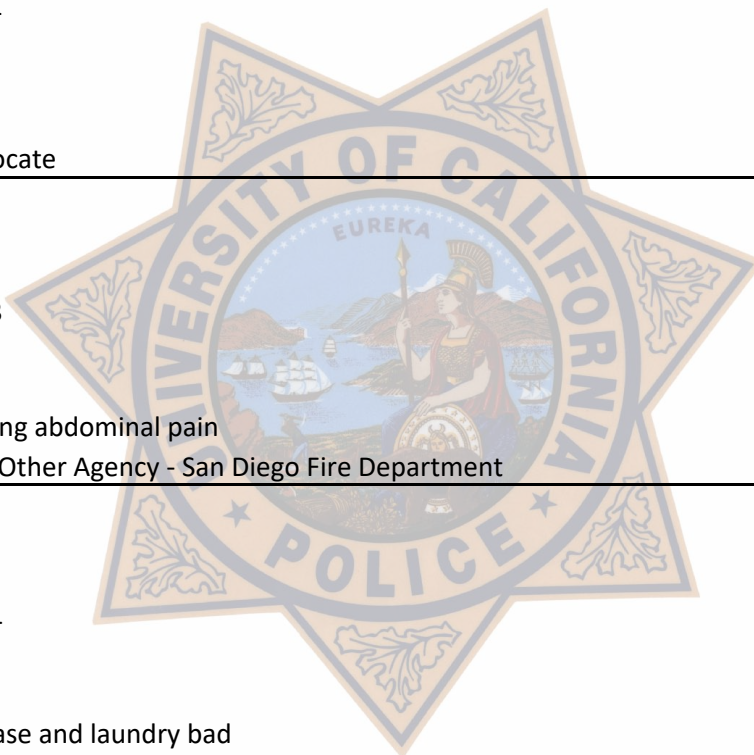 ocate
UNIVERSITY OF CALIFORNIA
EUREKA
ng abdominal pain
Other Agency - San Diego Fire Department
POLICE
ase and laundry bad